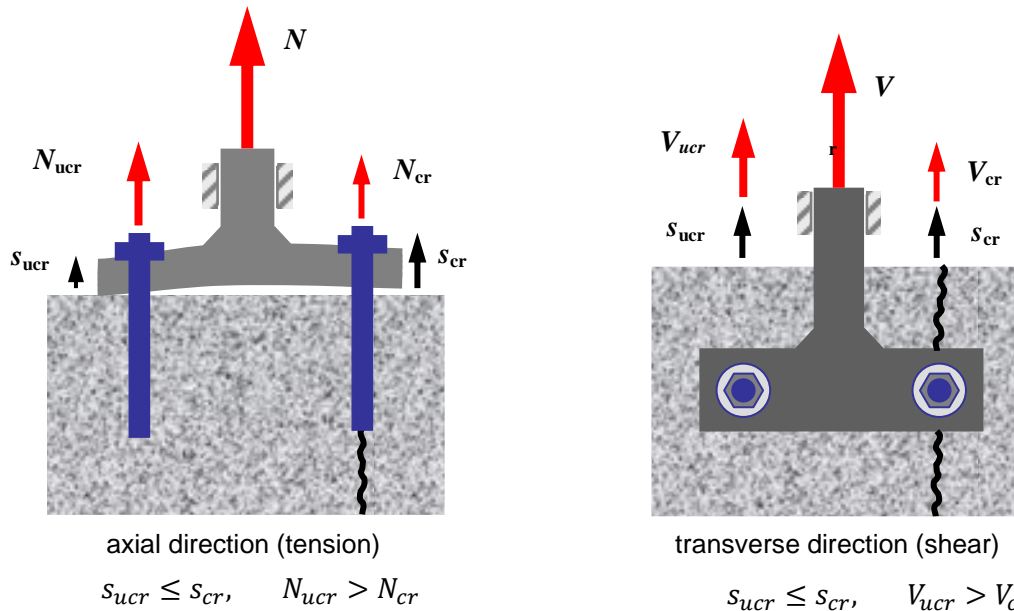 N
N_ucr
N_cr
s_ucr
s_cr
axial direction (tension)
s_ucr ≤ s_cr, N_ucr > N_cr
V
r
V_ucr
V_cr
s_ucr
s_cr
transverse direction (shear)
s_ucr ≤ s_cr, V_ucr > V_c